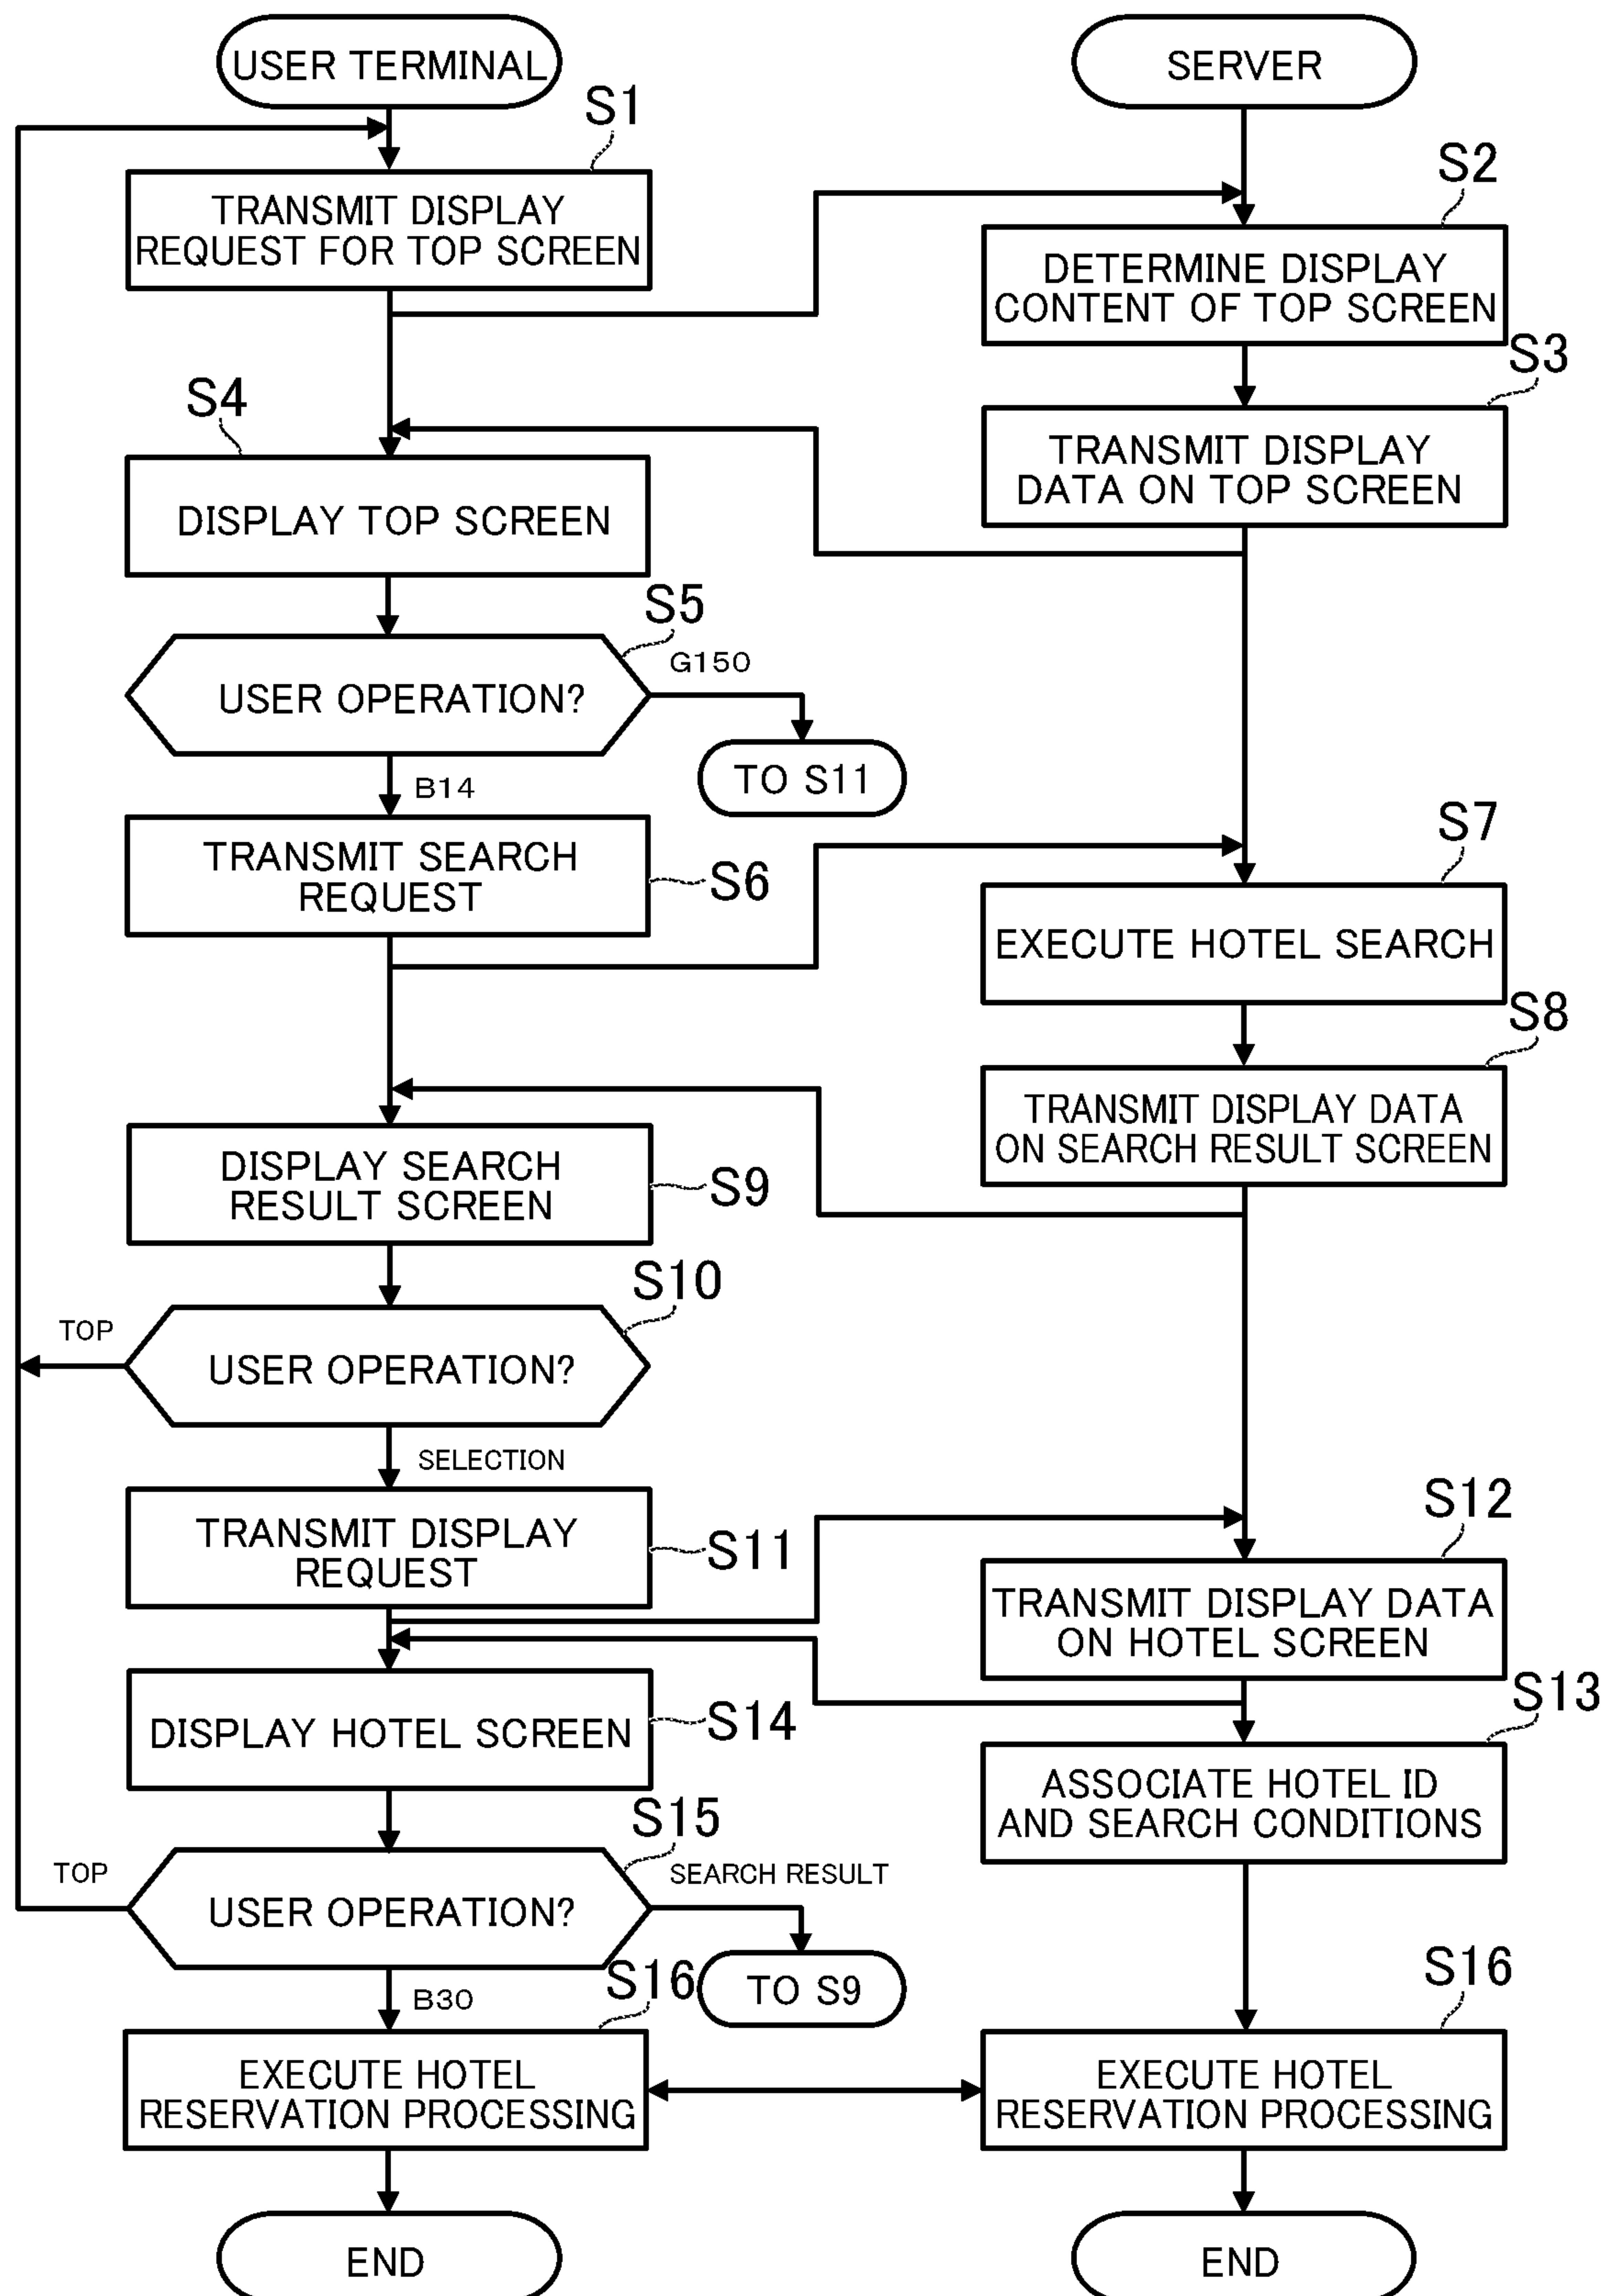 USER TERMINAL
SERVER
S1
TRANSMIT DISPLAY
REQUEST FOR TOP SCREEN
S2
DETERMINE DISPLAY
CONTENT OF TOP SCREEN
S3
TRANSMIT DISPLAY
DATA ON TOP SCREEN
S4
DISPLAY TOP SCREEN
S5
USER OPERATION?
G150
TO S11
B14
TRANSMIT SEARCH
REQUEST
S6
S7
EXECUTE HOTEL SEARCH
S8
TRANSMIT DISPLAY DATA
ON SEARCH RESULT SCREEN
DISPLAY SEARCH
RESULT SCREEN
S9
S10
TOP
USER OPERATION?
SELECTION
TRANSMIT DISPLAY
REQUEST
S11
S12
TRANSMIT DISPLAY DATA
ON HOTEL SCREEN
S13
ASSOCIATE HOTEL ID
AND SEARCH CONDITIONS
DISPLAY HOTEL SCREEN
S14
S15
TOP
USER OPERATION?
SEARCH RESULT
TO S9
B30
S16
EXECUTE HOTEL
RESERVATION PROCESSING
S16
EXECUTE HOTEL
RESERVATION PROCESSING
END
END